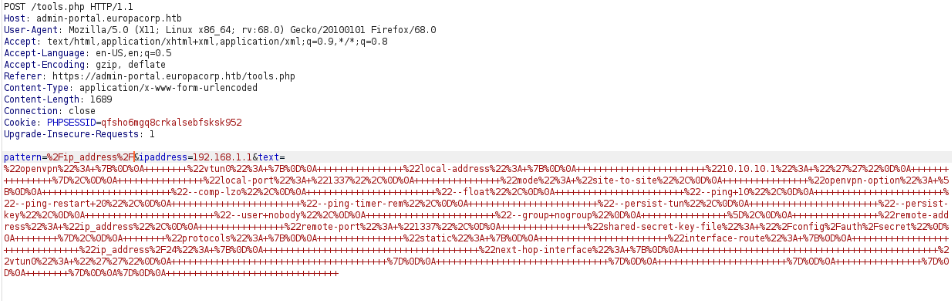 POST /tools.php HTTP/1.1
Host: admin-portal.europacorp.htb
User-Agent: Mozilla/5.0 (X11; Linux x86_64; rv:68.0) Gecko/20100101 Firefox/68.0
Accept: text/html,application/xhtml+xml,application/xml;q=0.9,*/*;q=0.8
Accept-Language: en-US,en;q=0.5
Accept-Encoding: gzip, deflate
Referer: https://admin-portal.europacorp.htb/tools.php
Content-Type: application/x-www-form-urlencoded
Content-Length: 1689
Connection: close
Cookie: PHPSESSID=qfsho6mgq8crkalsebfsksk952
Upgrade-Insecure-Requests: 1
pattern=%2Fip_address%2F&ipaddress=192.168.1.1&text=
%22openvpn%22%3A+%7B%0D%0A++++++++%22vtun0%22%3A+%7B%0D%0A++++++++++++++++%22local-address%22%3A+%7B%0D%0A++++++++++++++++++++++++%2210.10.10.1%22%3A+%22%27%27%22%0D%0A+++++++
+++++++++%7D%2C%0D%0A++++++++++++++++%22local-port%22%3A+%221337%22%2C%0D%0A++++++++++++++++%22mode%22%3A+%22site-to-site%22%2C%0D%0A++++++++++++++++%22openvpn-option%22%3A+%5
B%0D%0A++++++++++++++++++++++++%22--comp-lzo%22%2C%0D%0A++++++++++++++++++++++++%22--float%22%2C%0D%0A++++++++++++++++++++++++%22--ping+10%22%2C%0D%0A++++++++++++++++++++++++%
22--ping-restart+20%22%2C%0D%0A++++++++++++++++++++++++%22--ping-timer-rem%22%2C%0D%0A++++++++++++++++++++++++%22--persist-tun%22%2C%0D%0A++++++++++++++++++++++++%22--persist-
key%22%2C%0D%0A++++++++++++++++++++++++%22--user+nobody%22%2C%0D%0A++++++++++++++++++++++++%22--group+nogroup%22%0D%0A++++++++++++++++%5D%2C%0D%0A++++++++++++++++%22remote-add
ress%22%3A+%22ip_address%22%2C%0D%0A++++++++++++++++%22remote-port%22%3A+%221337%22%2C%0D%0A++++++++++++++++%22shared-secret-key-file%22%3A+%22%2Fconfig%2Fauth%2Fsecret%22%0D%
0A++++++++%7D%2C%0D%0A++++++++%22protocols%22%3A+%7B%0D%0A++++++++++++++++%22static%22%3A+%7B%0D%0A++++++++++++++++++++++++%22interface-route%22%3A+%7B%0D%0A++++++++++++++++++
++++++++++++++%22ip_address%2F24%22%3A+%7B%0D%0A++++++++++++++++++++++++++++++++++++++++%22next-hop-interface%22%3A+%7B%0D%0A++++++++++++++++++++++++++++++++++++++++++++++++%2
2vtun0%22%3A+%22%27%27%22%0D%0A++++++++++++++++++++++++++++++++++++++++%7D%0D%0A++++++++++++++++++++++++++++++++%7D%0D%0A++++++++++++++++++++++++%7D%0D%0A++++++++++++++++%7D%0
D%0A++++++++%7D%0D%0A%7D%0D%0A++++++++++++++++++++++++++++++++